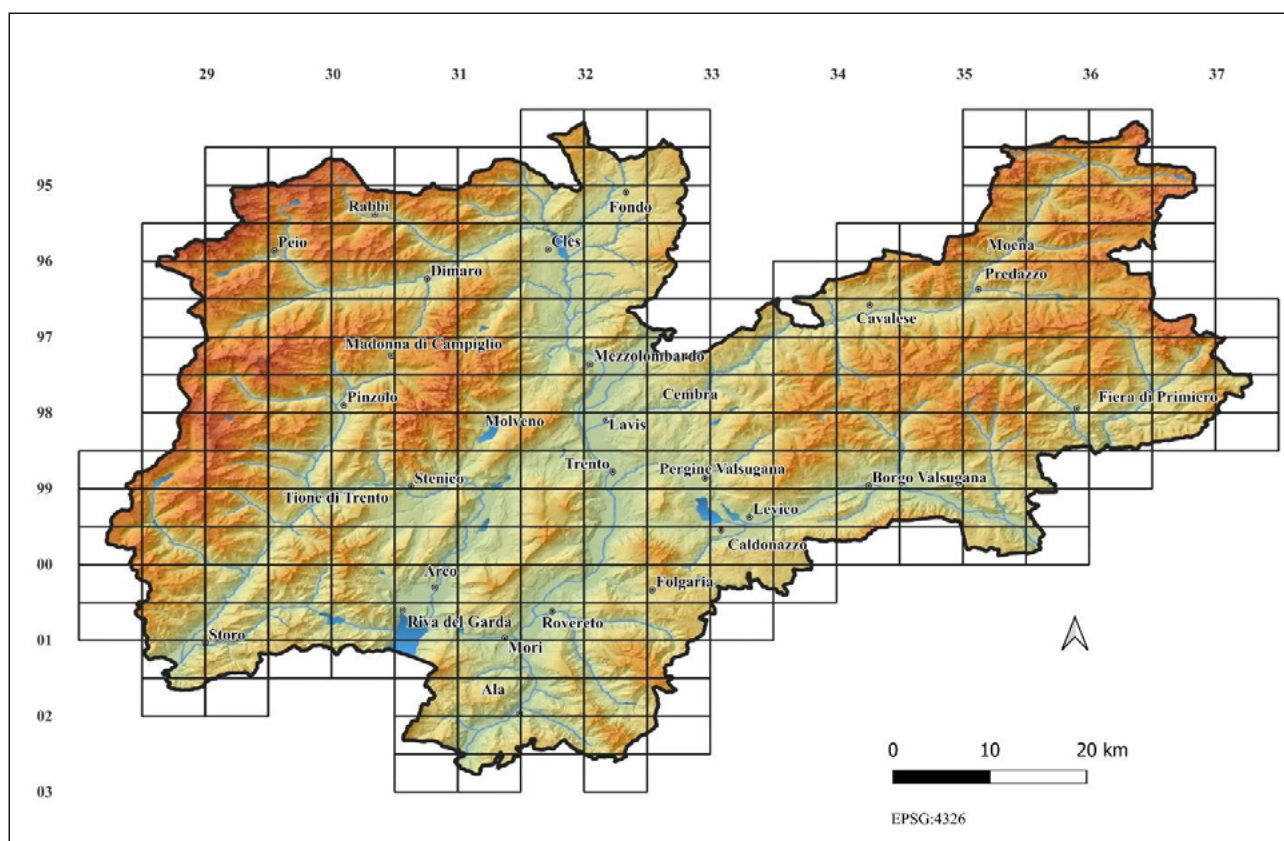 29 30 31 32 33 34 35 36 37
95
Rabbi
Fondo
Peio
Cles
Moena
96
Dimaro
Predazzo
Cavalese
97
Madonna di Campiglio
Mezzolombardo
Pinzolo
Cembra
Fiera di Primiero
98
Molveno
Lavis
Trento
Pergine Valsugana
Stenico
Borgo Valsugana
99
Tione di Trento
Levico
Caldonazzo
00
Arco
Folgaria
Riva del Garda
Rovereto
01
Storo
Mori
Ala
02
0 10 20 km
03
EPSG:4326